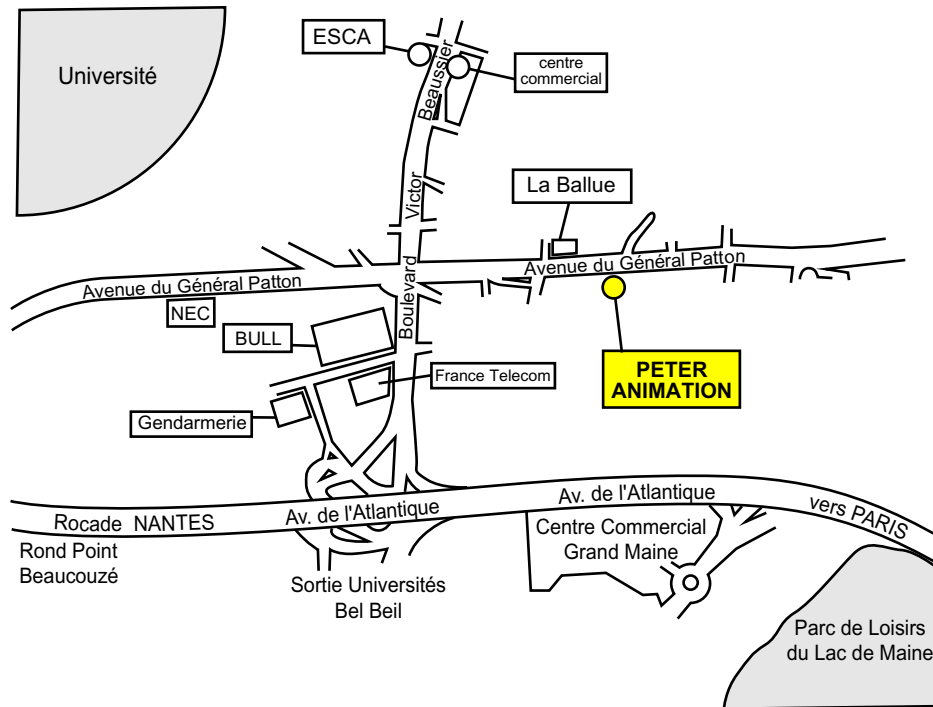 ESCA
Université
centre
commercial
Boulevard Victor Beaussier
La Ballue
Avenue du Général Patton
Avenue du Général Patton
NEC
BULL
France Telecom
PETER
ANIMATION
Gendarmerie
Rocade NANTES
Av. de l'Atlantique
Av. de l'Atlantique
vers PARIS
Rond Point
Beaucouzé
Centre Commercial
Grand Maine
Sortie Universités
Bel Beil
Parc de Loisirs
du Lac de Maine